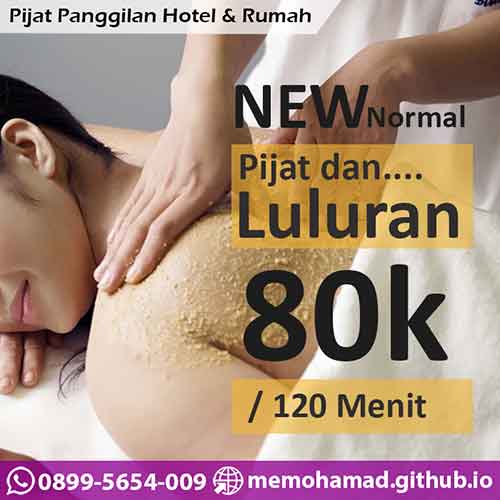 Pijat Panggilan Hotel & Rumah
NEW Normal
Pijat dan....
Luluran
80k
/ 120 Menit
0899-5654-009 memohamad.github.io